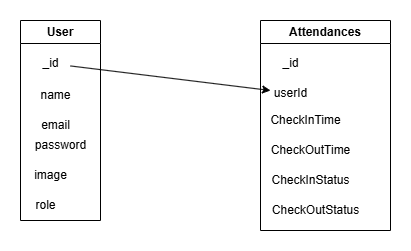 User
_id
name
email
password
image
role
Attendances
_id
userId
CheckInTime
CheckOutTime
CheckInStatus
CheckOutStatus